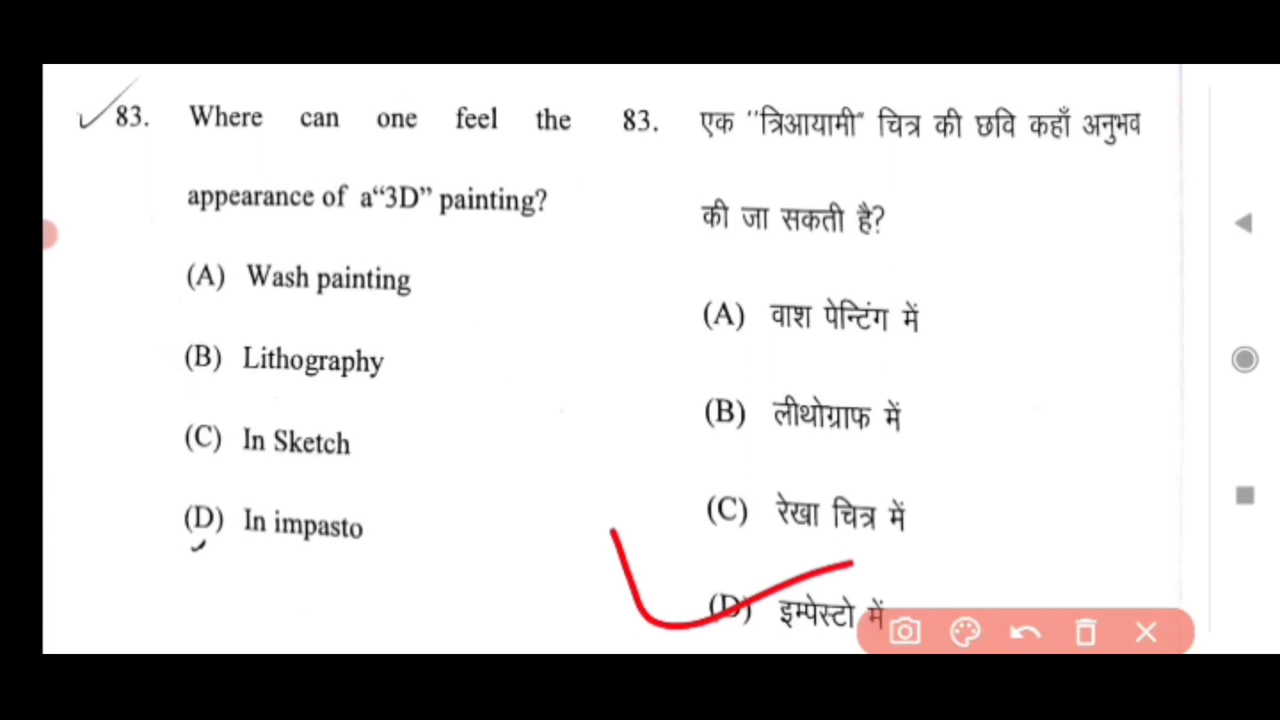 83. Where can one feel the
appearance of a“3D” painting?
(A) Wash painting
(B) Lithography
(C) In Sketch
(D) In impasto
83. एक ''त्रिआयामी" चित्र की छवि कहाँ अनुभव
की जा सकती है?
(A) वाश पेन्टिंग में
(B) लीथोग्राफ में
(C) रेखा चित्र में
(D) इम्पेस्टो में